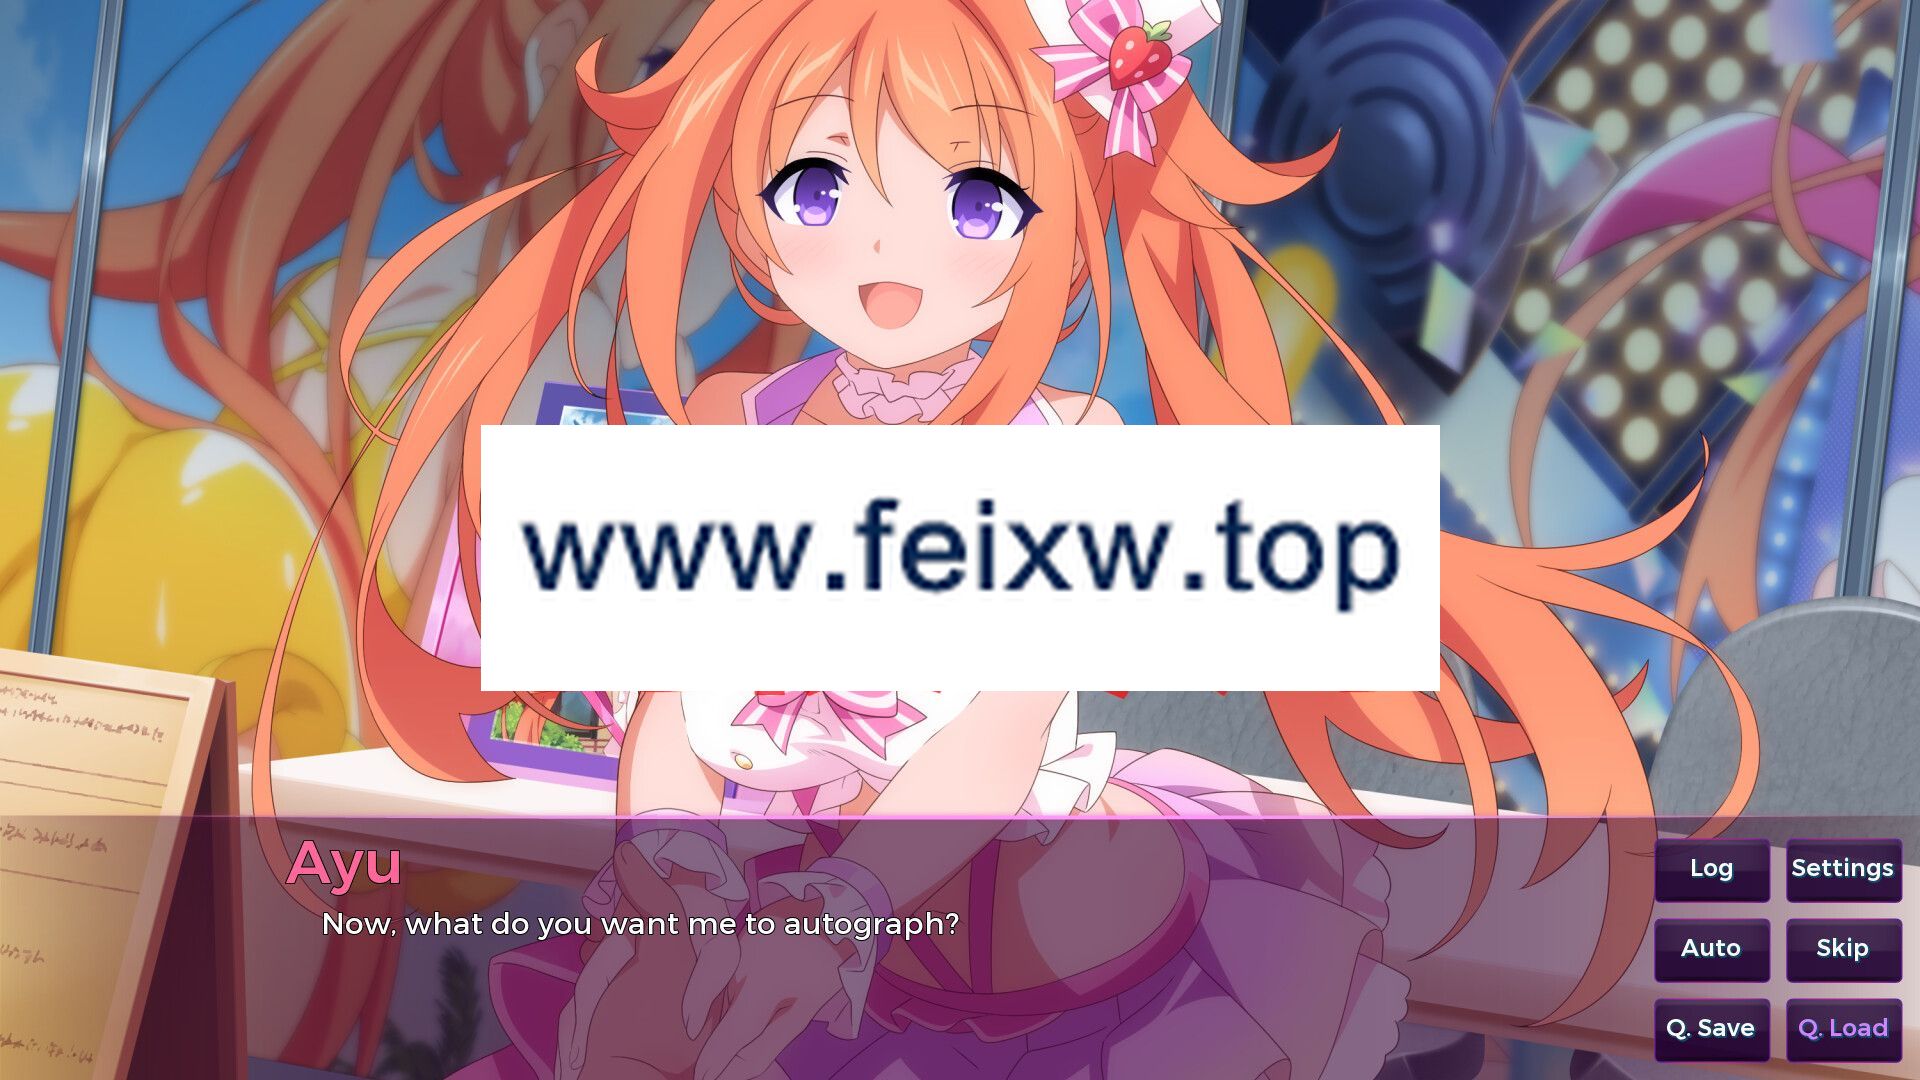 www.feixw.top
Ayu
Now, what do you want me to autograph?
Log
Settings
Auto
Skip
Q. Save
Q. Load